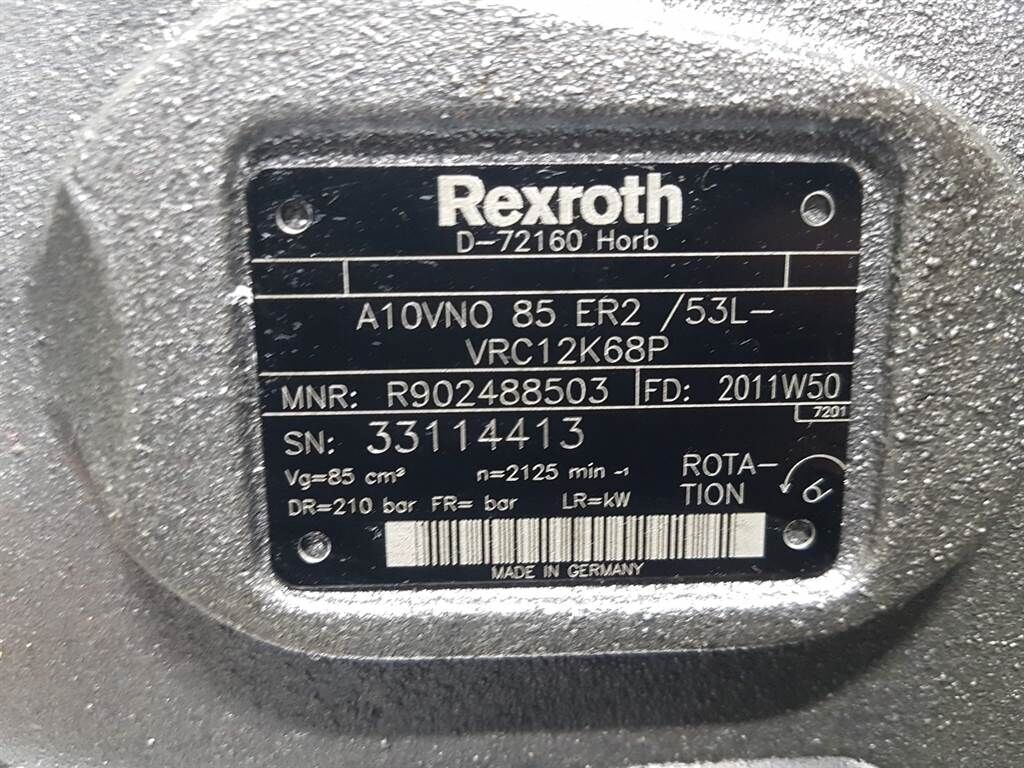 Rexroth
D-72160 Horb
A10VNO 85 ER2 /53L-
VRC12K68P
MNR: R902488503 FD: 2011W50
7201
SN: 33114413
Vg=85 cm³ n=2125 min -1
DR=210 bar FR= bar LR=kW
ROTA-
TION
MADE IN GERMANY